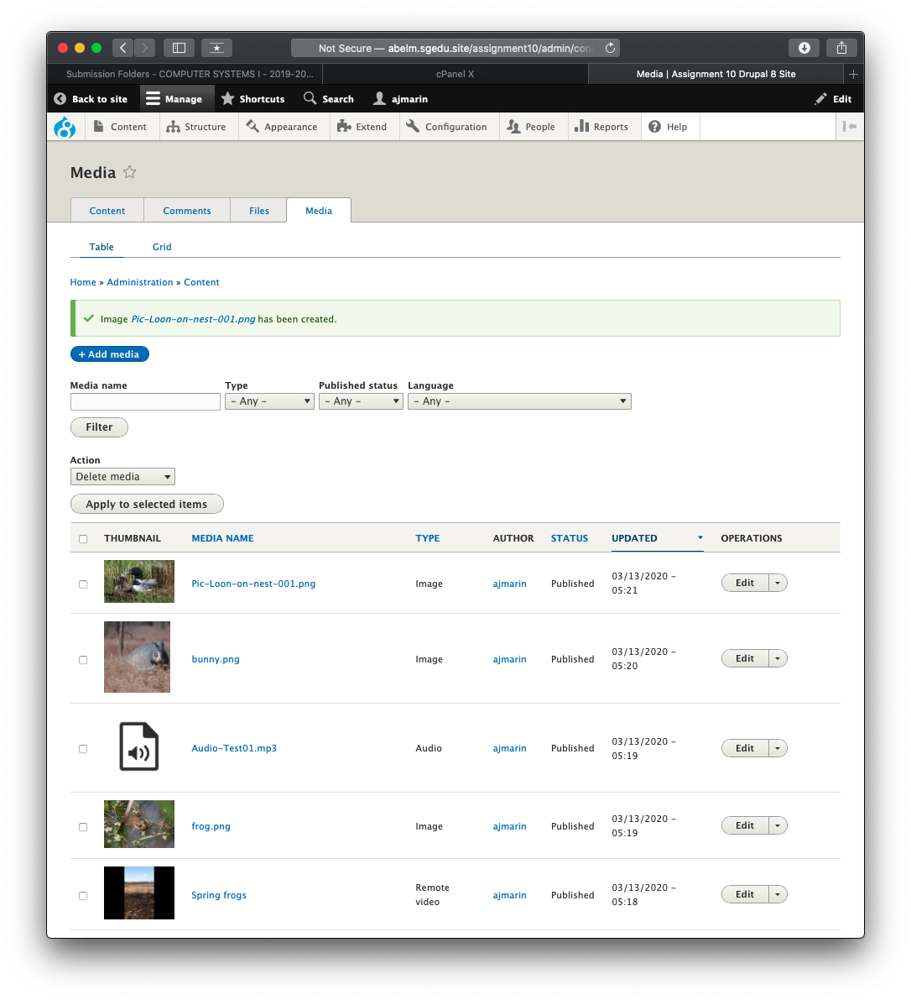 Not Secure — abelm.sgedu.site/assignment10/admin/con
Submission Folders - COMPUTER SYSTEMS I - 2019-20...
cPanel X
Media | Assignment 10 Drupal 8 Site
Back to site
Manage
Shortcuts
Search
ajmarin
Edit
Content
Structure
Appearance
Extend
Configuration
People
Reports
Help
Media
Content
Comments
Files
Media
Table
Grid
Home » Administration » Content
Image Pic-Loon-on-nest-001.png has been created.
+ Add media
Media name
Type
Published status
Language
- Any -
- Any -
- Any -
Filter
Action
Delete media
Apply to selected items
THUMBNAIL
MEDIA NAME
TYPE
AUTHOR
STATUS
UPDATED
OPERATIONS
Pic-Loon-on-nest-001.png
Image
ajmarin
Published
03/13/2020 -
05:21
Edit
bunny.png
Image
ajmarin
Published
03/13/2020 -
05:20
Edit
Audio-Test01.mp3
Audio
ajmarin
Published
03/13/2020 -
05:19
Edit
frog.png
Image
ajmarin
Published
03/13/2020 -
05:19
Edit
Spring frogs
Remote
video
ajmarin
Published
03/13/2020 -
05:18
Edit